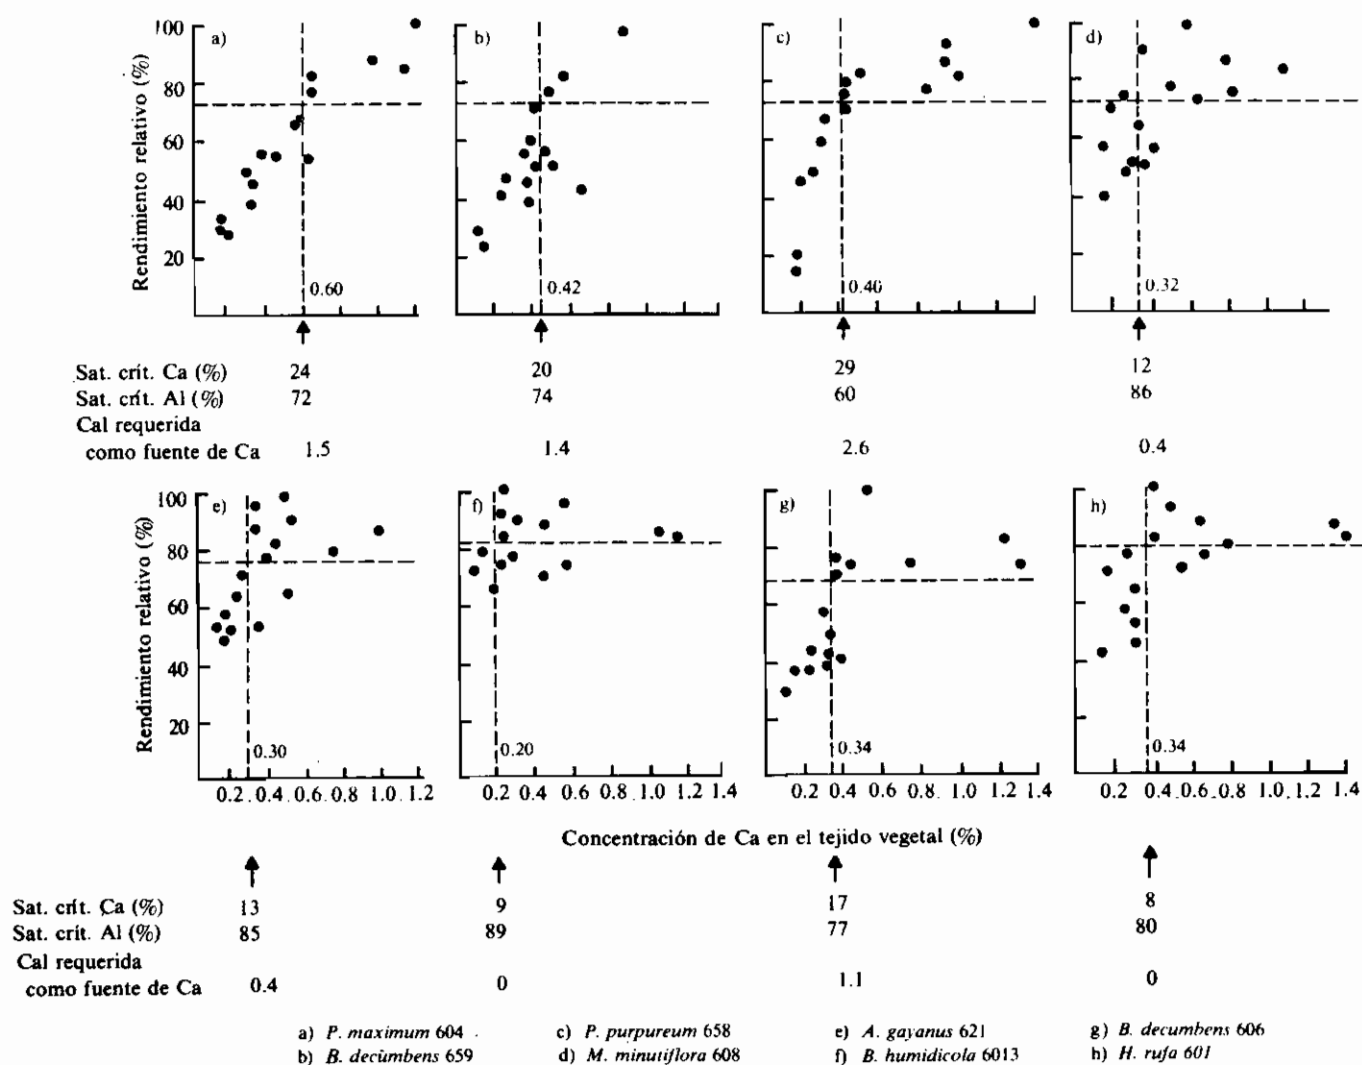 Rendimiento relativo (%)
100
80
60
40
20
a)
0.60
b)
0.42
c)
0.40
d)
0.32
Sat. crít. Ca (%) 24 20 29 12
Sat. crít. Al (%) 72 74 60 86
Cal requerida
como fuente de Ca 1.5 1.4 2.6 0.4
Rendimiento relativo (%)
100
80
60
40
20
e)
0.30
f)
0.20
g)
0.34
h)
0.34
0.2 0.4 0.6 0.8 1.0 1.2
0.2 0.4 0.6 0.8 1.0 1.2 1.4
0.2 0.4 0.6 0.8 1.0 1.2 1.4
0.2 0.4 0.6 0.8 1.0 1.2 1.4
Concentración de Ca en el tejido vegetal (%)
Sat. crít. Ca (%) 13 9 17 8
Sat. crít. Al (%) 85 89 77 80
Cal requerida
como fuente de Ca 0.4 0 1.1 0
a) P. maximum 604 c) P. purpureum 658 e) A. gayanus 621 g) B. decumbens 606
b) B. decumbens 659 d) M. minutiflora 608 f) B. humidicola 6013 h) H. rufa 601